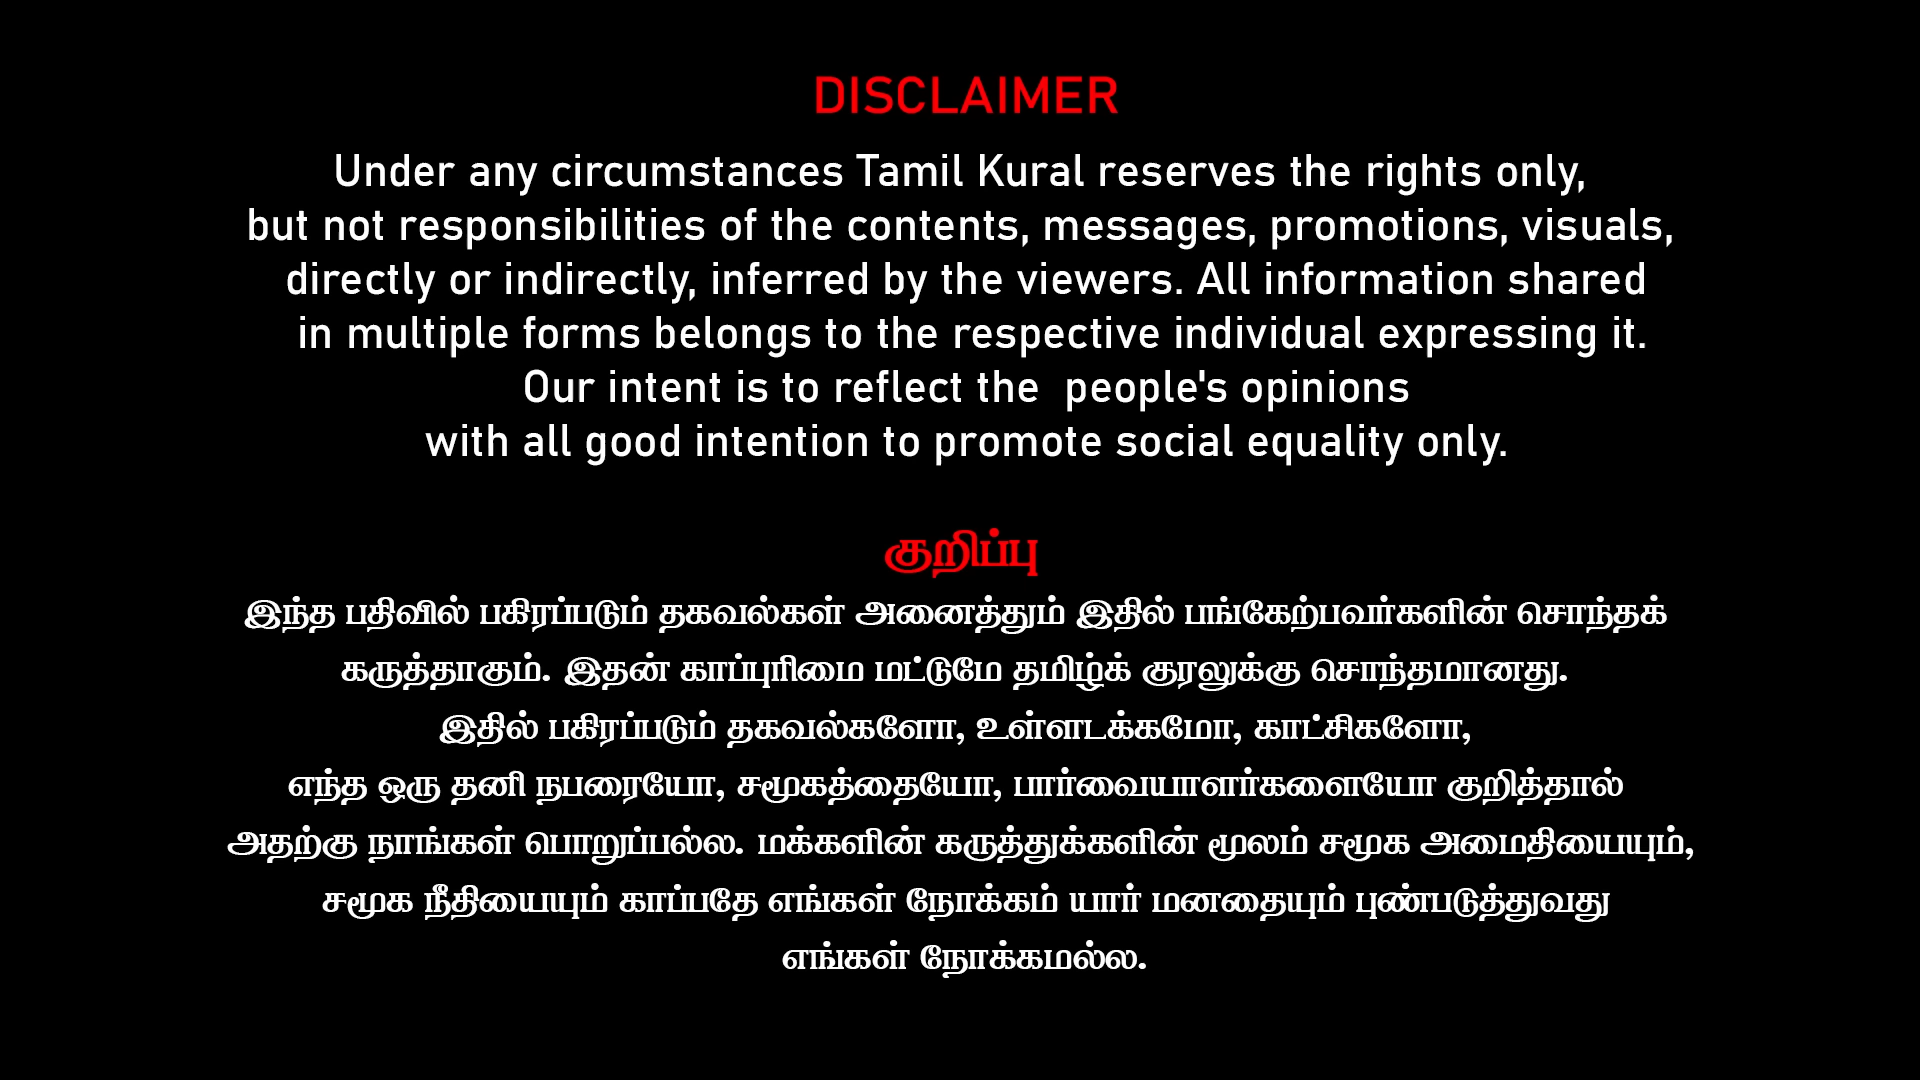 DISCLAIMER
Under any circumstances Tamil Kural reserves the rights only,
but not responsibilities of the contents, messages, promotions, visuals,
directly or indirectly, inferred by the viewers. All information shared
in multiple forms belongs to the respective individual expressing it.
Our intent is to reflect the  people's opinions
with all good intention to promote social equality only.
குறிப்பு
இந்த பதிவில் பகிரப்படும் தகவல்கள் அனைத்தும் இதில் பங்கேற்பவர்களின் சொந்தக்
கருத்தாகும். இதன் காப்புரிமை மட்டுமே தமிழ்க் குரலுக்கு சொந்தமானது.
இதில் பகிரப்படும் தகவல்களோ, உள்ளடக்கமோ, காட்சிகளோ,
எந்த ஒரு தனி நபரையோ, சமூகத்தையோ, பார்வையாளர்களையோ குறித்தால்
அதற்கு நாங்கள் பொறுப்பல்ல. மக்களின் கருத்துக்களின் மூலம் சமூக அமைதியையும்,
சமூக நீதியையும் காப்பதே எங்கள் நோக்கம் யார் மனதையும் புண்படுத்துவது
எங்கள் நோக்கமல்ல.